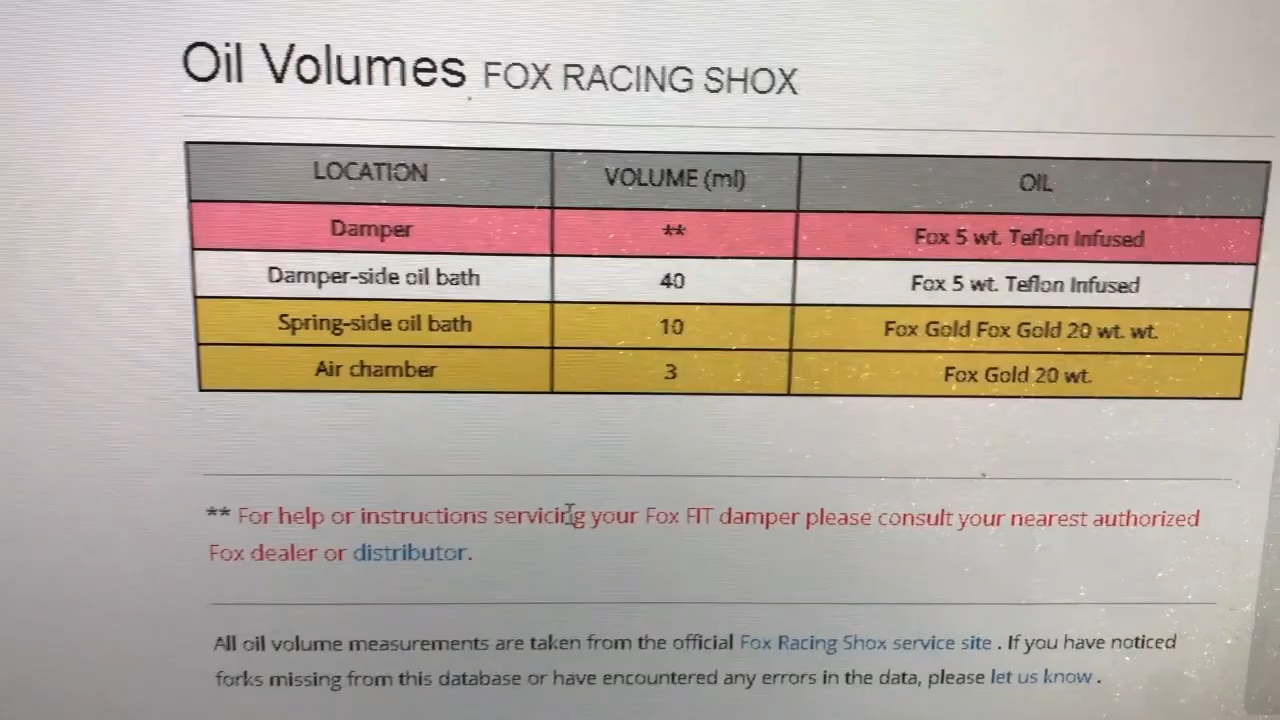 Oil Volumes FOX RACING SHOX
LOCATION VOLUME (ml) OIL
Damper ** Fox 5 wt. Teflon Infused
Damper-side oil bath 40 Fox 5 wt. Teflon Infused
Spring-side oil bath 10 Fox Gold Fox Gold 20 wt. wt.
Air chamber 3 Fox Gold 20 wt.
** For help or instructions servicing your Fox FIT damper please consult your nearest authorized
Fox dealer or distributor.
All oil volume measurements are taken from the official Fox Racing Shox service site . If you have noticed
forks missing from this database or have encountered any errors in the data, please let us know .